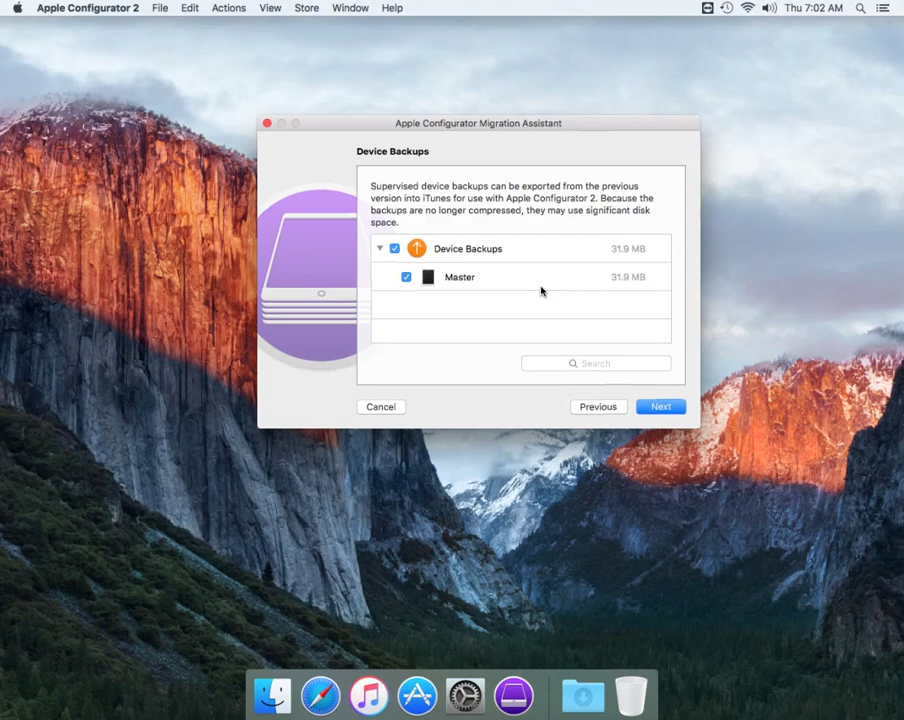 Apple Configurator 2 File Edit Actions View Store Window Help Thu 7:02 AM
Apple Configurator Migration Assistant
Device Backups
Supervised device backups can be exported from the previous
version into iTunes for use with Apple Configurator 2. Because the
backups are no longer compressed, they may use significant disk
space.
Device Backups 31.9 MB
Master 31.9 MB
Search
Cancel Previous Next